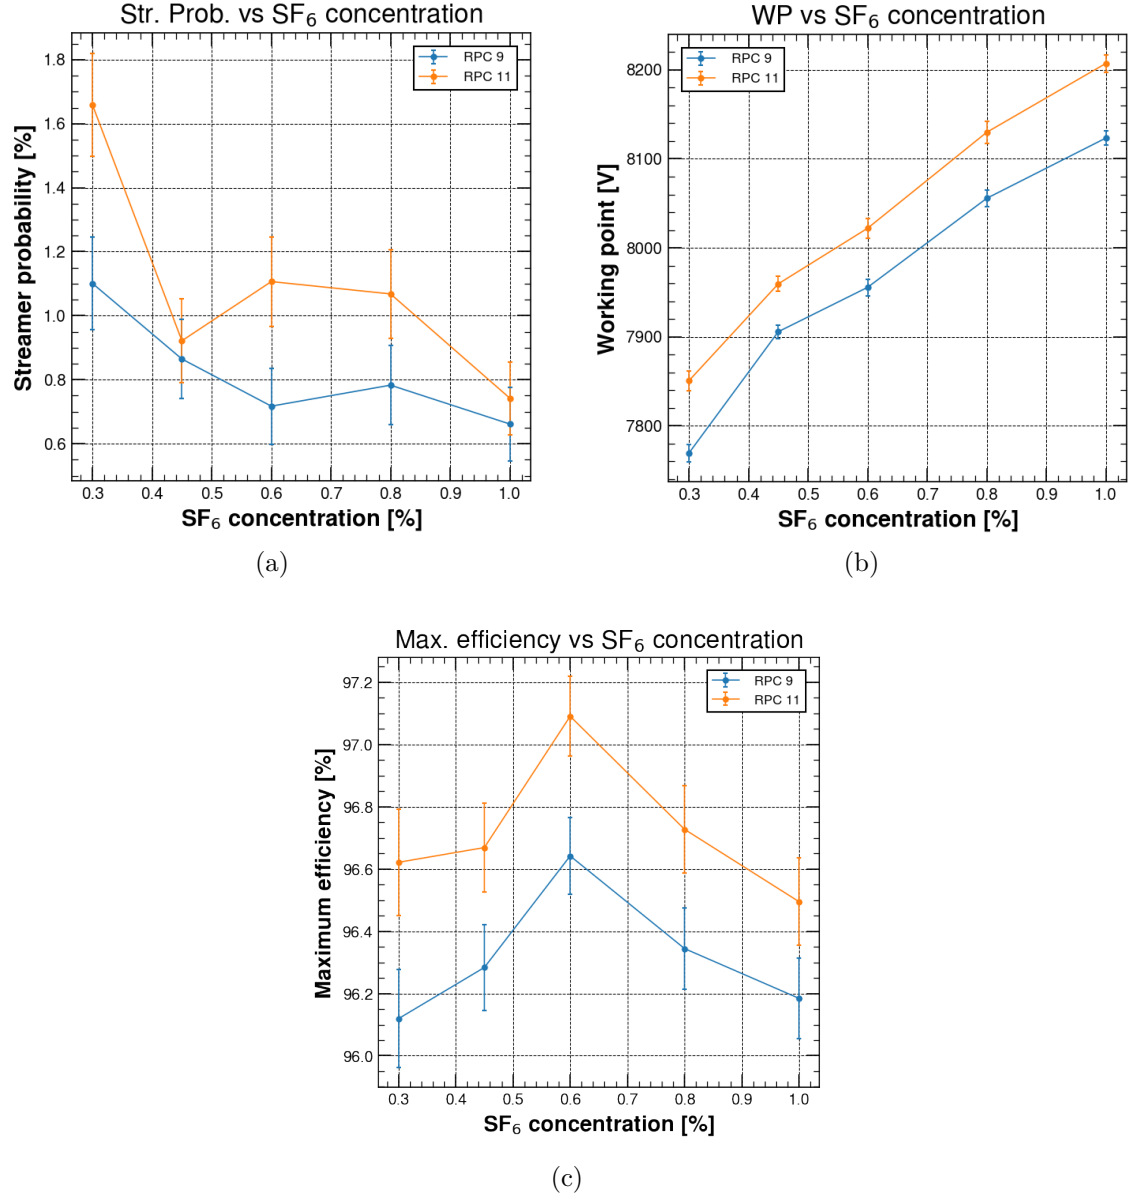 Str. Prob. vs SF₆ concentration
RPC 9
RPC 11
Streamer probability [%]
1.8
1.6
1.4
1.2
1.0
0.8
0.6
0.3 0.4 0.5 0.6 0.7 0.8 0.9 1.0
SF₆ concentration [%]
(a)
WP vs SF₆ concentration
RPC 9
RPC 11
Working point [V]
8200
8100
8000
7900
7800
0.3 0.4 0.5 0.6 0.7 0.8 0.9 1.0
SF₆ concentration [%]
(b)
Max. efficiency vs SF₆ concentration
RPC 9
RPC 11
Maximum efficiency [%]
97.2
97.0
96.8
96.6
96.4
96.2
96.0
0.3 0.4 0.5 0.6 0.7 0.8 0.9 1.0
SF₆ concentration [%]
(c)